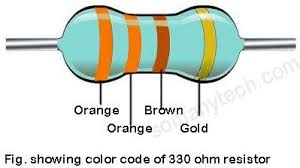 Orange
Brown
Orange
Gold
Fig. showing color code of 330 ohm resistor